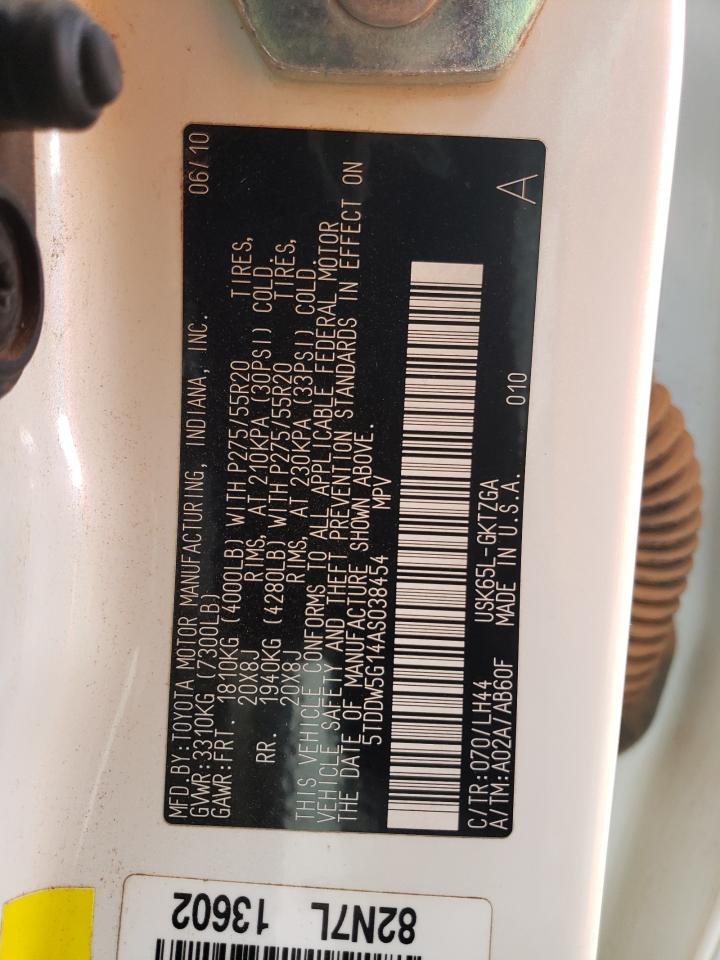 MFD.BY:TOYOTA MOTOR MANUFACTURING, INDIANA, INC. 06/10
GVWR:3310KG (7300LB)
GAWR:FRT. 1810KG (4000LB) WITH P275/55R20 TIRES,
20X8J RIMS, AT 210KPA (30PSI) COLD.
RR. 1940KG (4280LB) WITH P275/55R20 TIRES,
20X8J RIMS, AT 230KPA (33PSI) COLD.
THIS VEHICLE CONFORMS TO ALL APPLICABLE FEDERAL MOTOR
VEHICLE SAFETY AND THEFT PREVENTION STANDARDS IN EFFECT ON
THE DATE OF MANUFACTURE SHOWN ABOVE.
5TDDW5G14AS038454 MPV
C/TR:070/LH44 USK65L-GKTZGA 010 A
A/TM:A02A/AB60F MADE IN U.S.A.
82N7L 13602